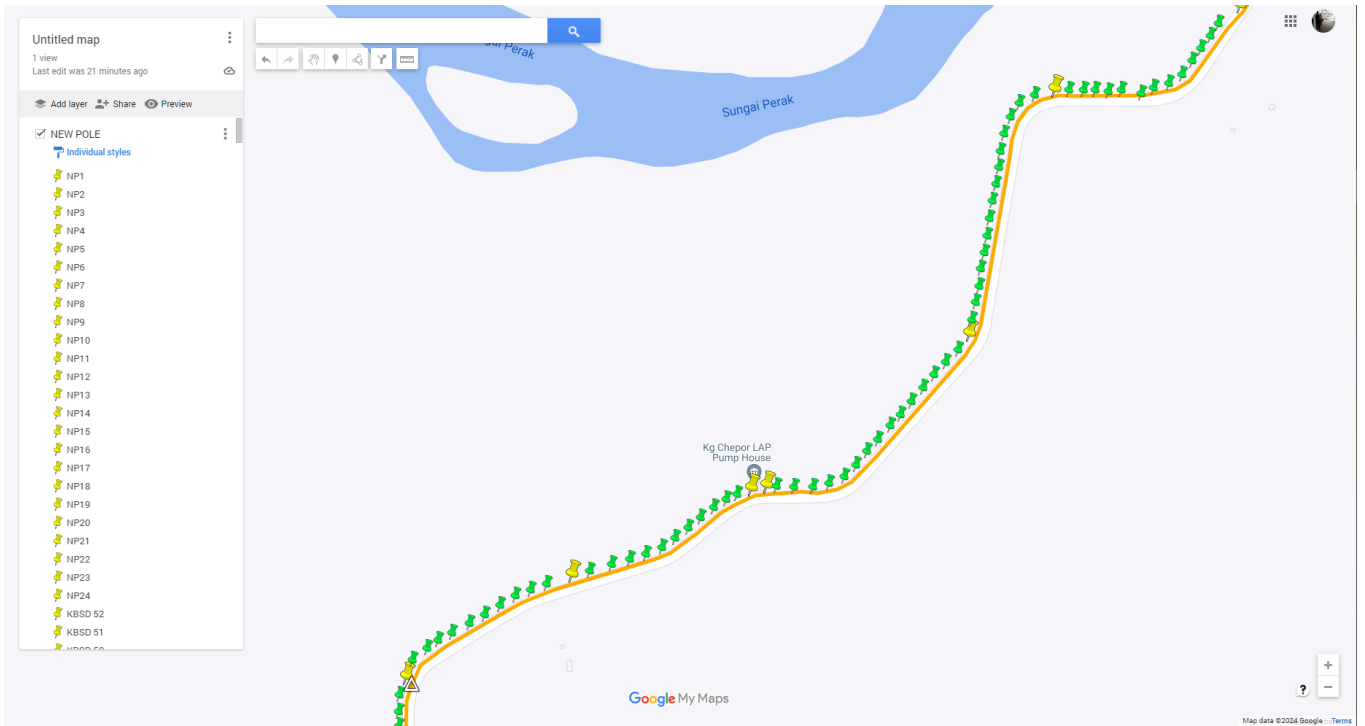 Untitled map
1 view
Last edit was 21 minutes ago
Add layer Share Preview
NEW POLE
Individual styles
NP1
NP2
NP3
NP4
NP5
NP6
NP7
NP8
NP9
NP10
NP11
NP12
NP13
NP14
NP15
NP16
NP17
NP18
NP19
NP20
NP21
NP22
NP23
NP24
KBSD 52
KBSD 51
Perak
Sungai Perak
Kg Chepor LAP
Pump House
Google My Maps
?
+
−
Map data ©2024 Google Terms